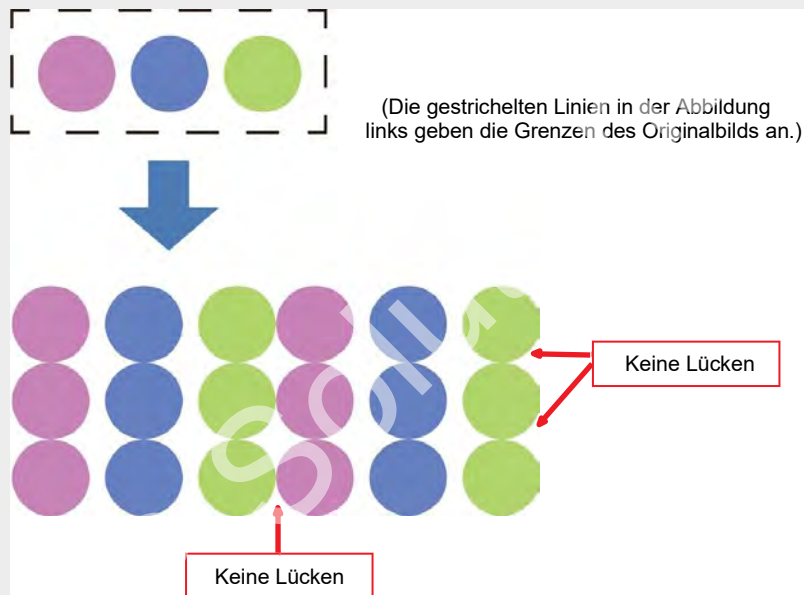 (Die gestrichelten Linien in der Abbildung
links geben die Grenzen des Originalbilds an.)
Keine Lücken
Keine Lücken